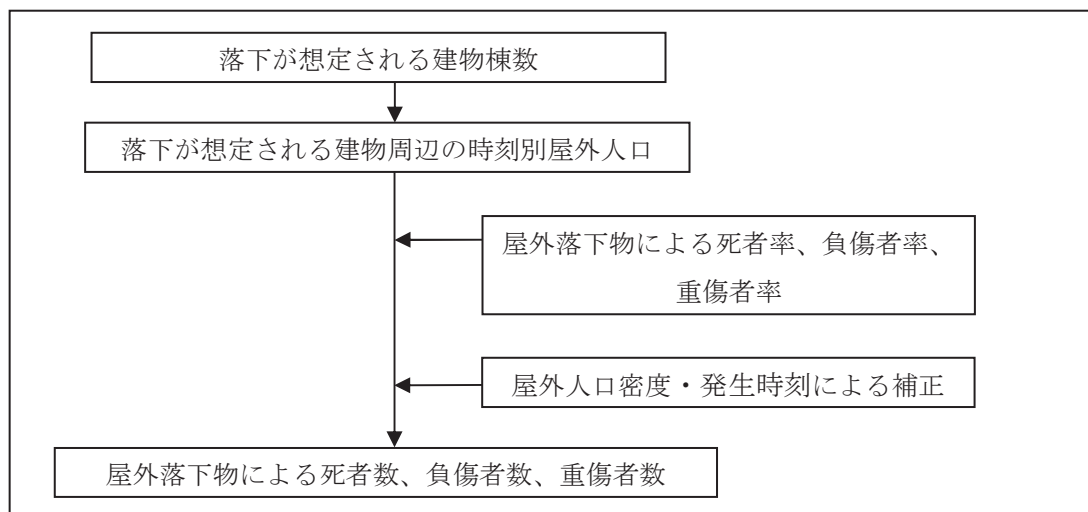 落下が想定される建物棟数
落下が想定される建物周辺の時刻別屋外人口
屋外落下物による死者率、負傷者率、
重傷者率
屋外人口密度・発生時刻による補正
屋外落下物による死者数、負傷者数、重傷者数